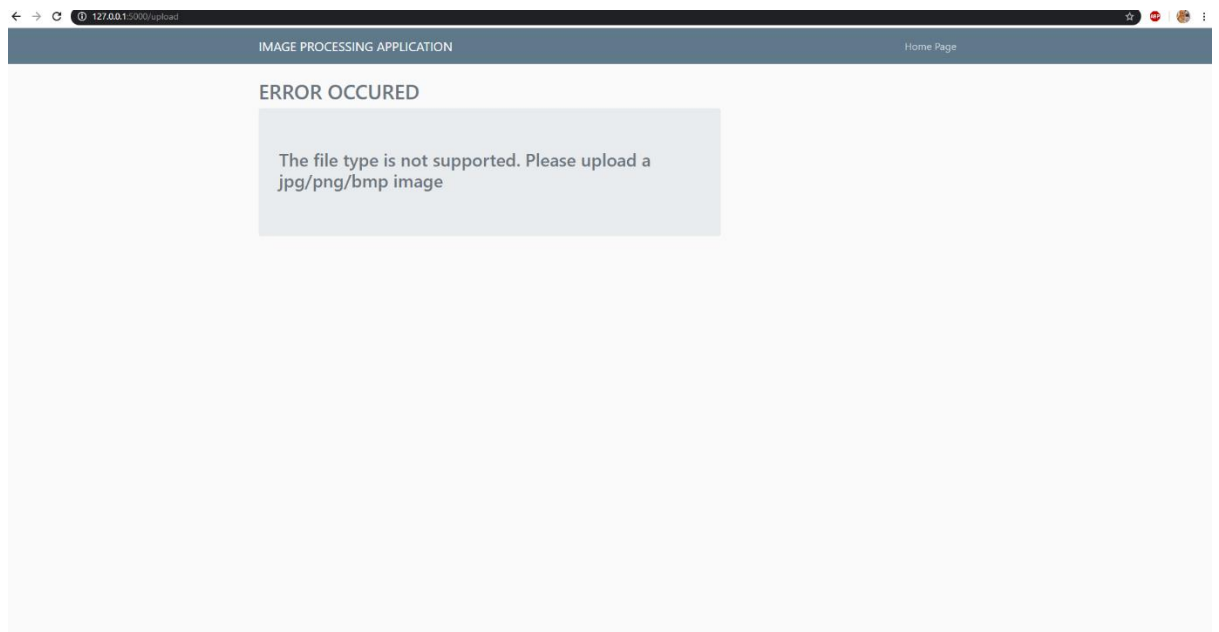 127.0.0.1:5000/upload
ABP
IMAGE PROCESSING APPLICATION
Home Page
ERROR OCCURED
The file type is not supported. Please upload a
jpg/png/bmp image